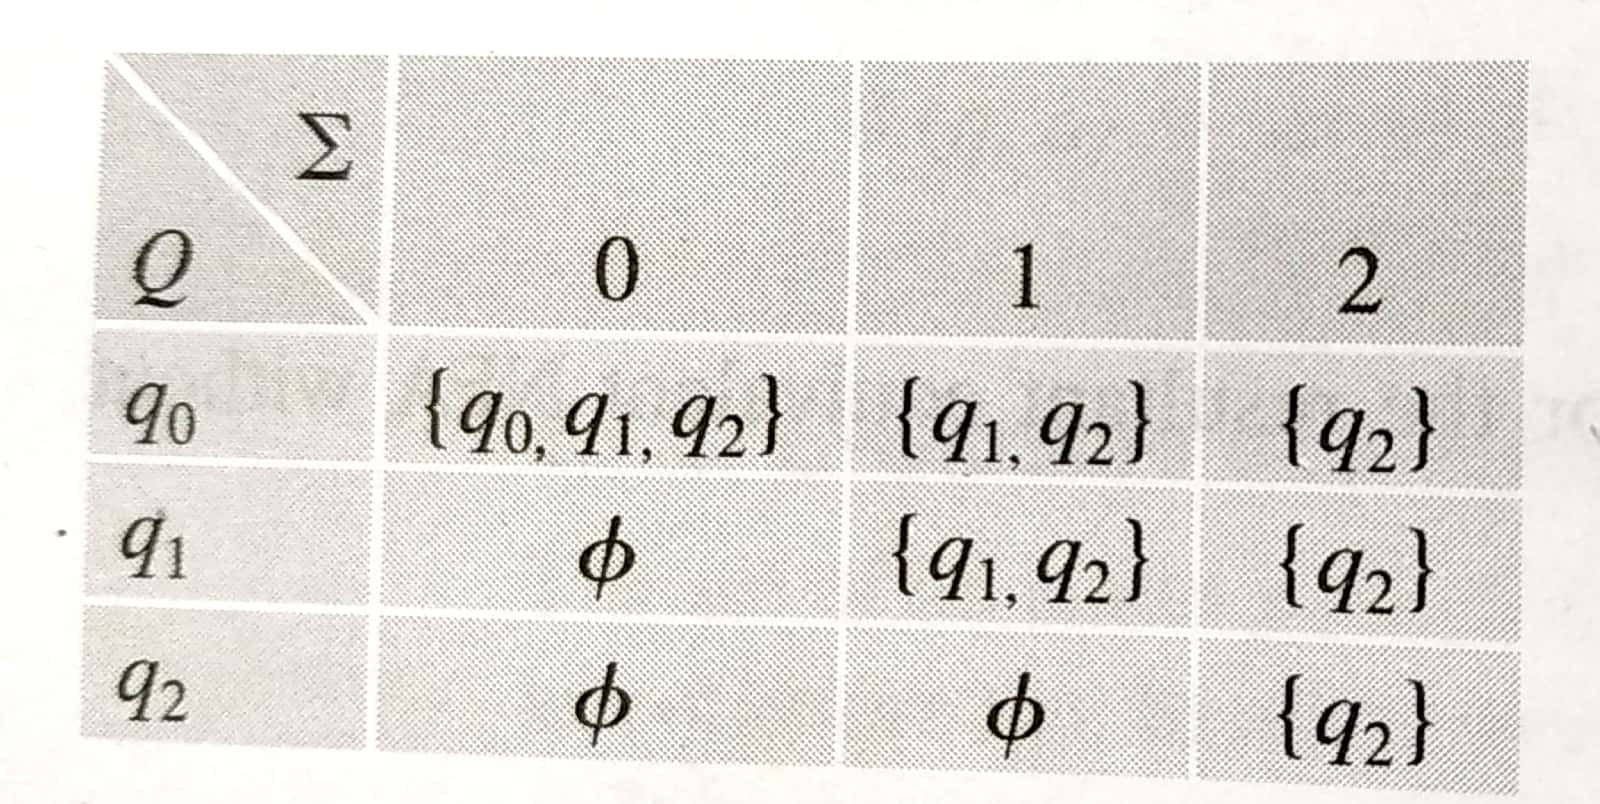 Σ
Q 0 1 2
q₀ {q₀, q₁, q₂} {q₁, q₂} {q₂}
q₁ ϕ {q₁, q₂} {q₂}
q₂ ϕ ϕ {q₂}